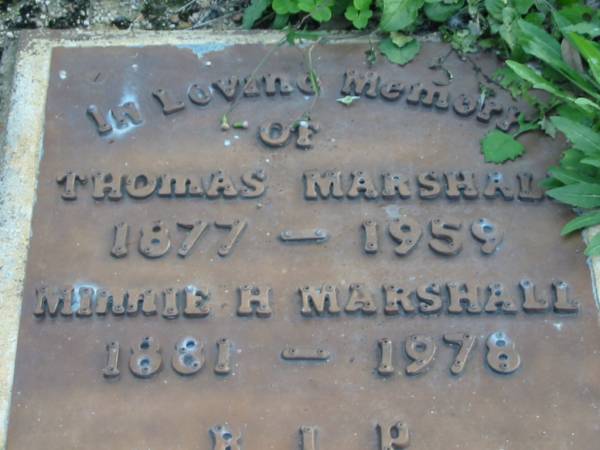 In Loving Memory
OF
THOMAS MARSHALL
1877 - 1959
MINNIE H MARSHALL
1881 - 1978
R I P